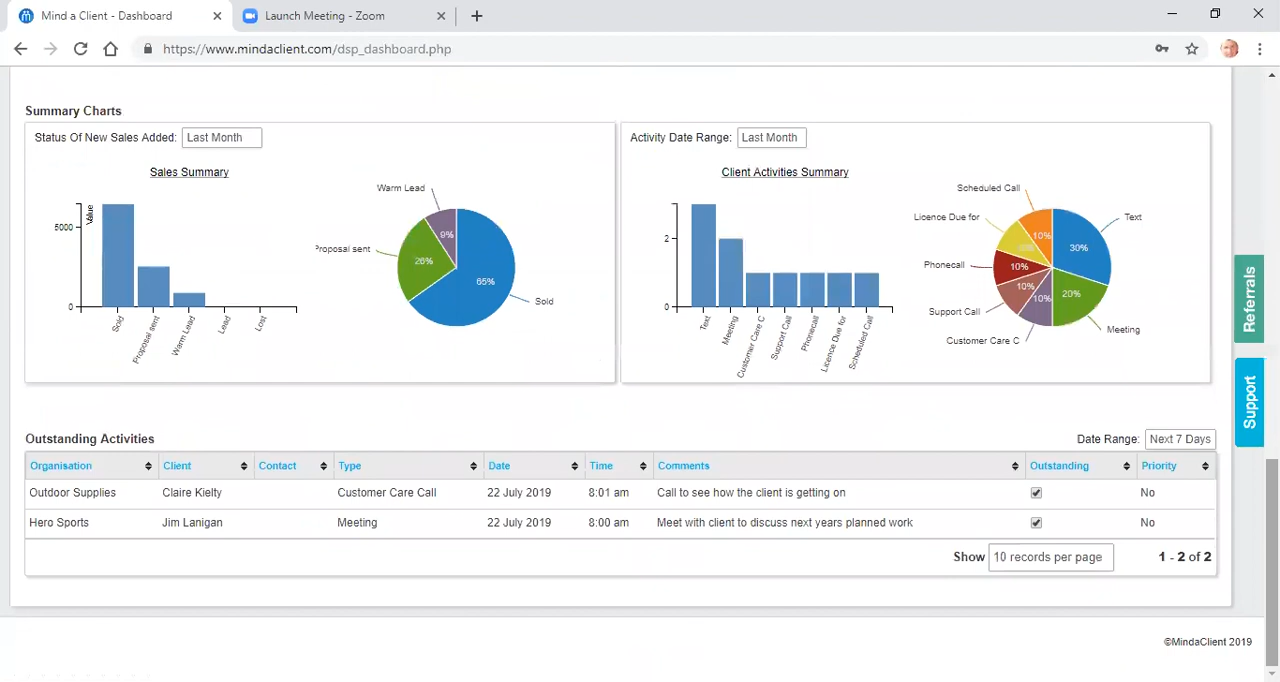 Mind a Client - Dashboard
Launch Meeting - Zoom
https://www.mindaclient.com/dsp_dashboard.php
Summary Charts
Status Of New Sales Added: Last Month
Sales Summary
Value
5000
0
Sold
Proposal sent
Warm Lead
Lead
Lost
Warm Lead
9%
Proposal sent
26%
65%
Sold
Activity Date Range: Last Month
Client Activities Summary
2
0
Text
Meeting
Customer Care C
Support Call
Phonecall
Licence Due for
Scheduled Call
Scheduled Call
Licence Due for
Text
10%
30%
Phonecall
10%
10%
20%
10%
Support Call
Meeting
Customer Care C
Referrals
Support
Outstanding Activities
Date Range: Next 7 Days
Organisation Client Contact Type Date Time Comments Outstanding Priority
Outdoor Supplies Claire Kielty Customer Care Call 22 July 2019 8:01 am Call to see how the client is getting on No
Hero Sports Jim Lanigan Meeting 22 July 2019 8:00 am Meet with client to discuss next years planned work No
Show 10 records per page 1 - 2 of 2
©MindaClient 2019